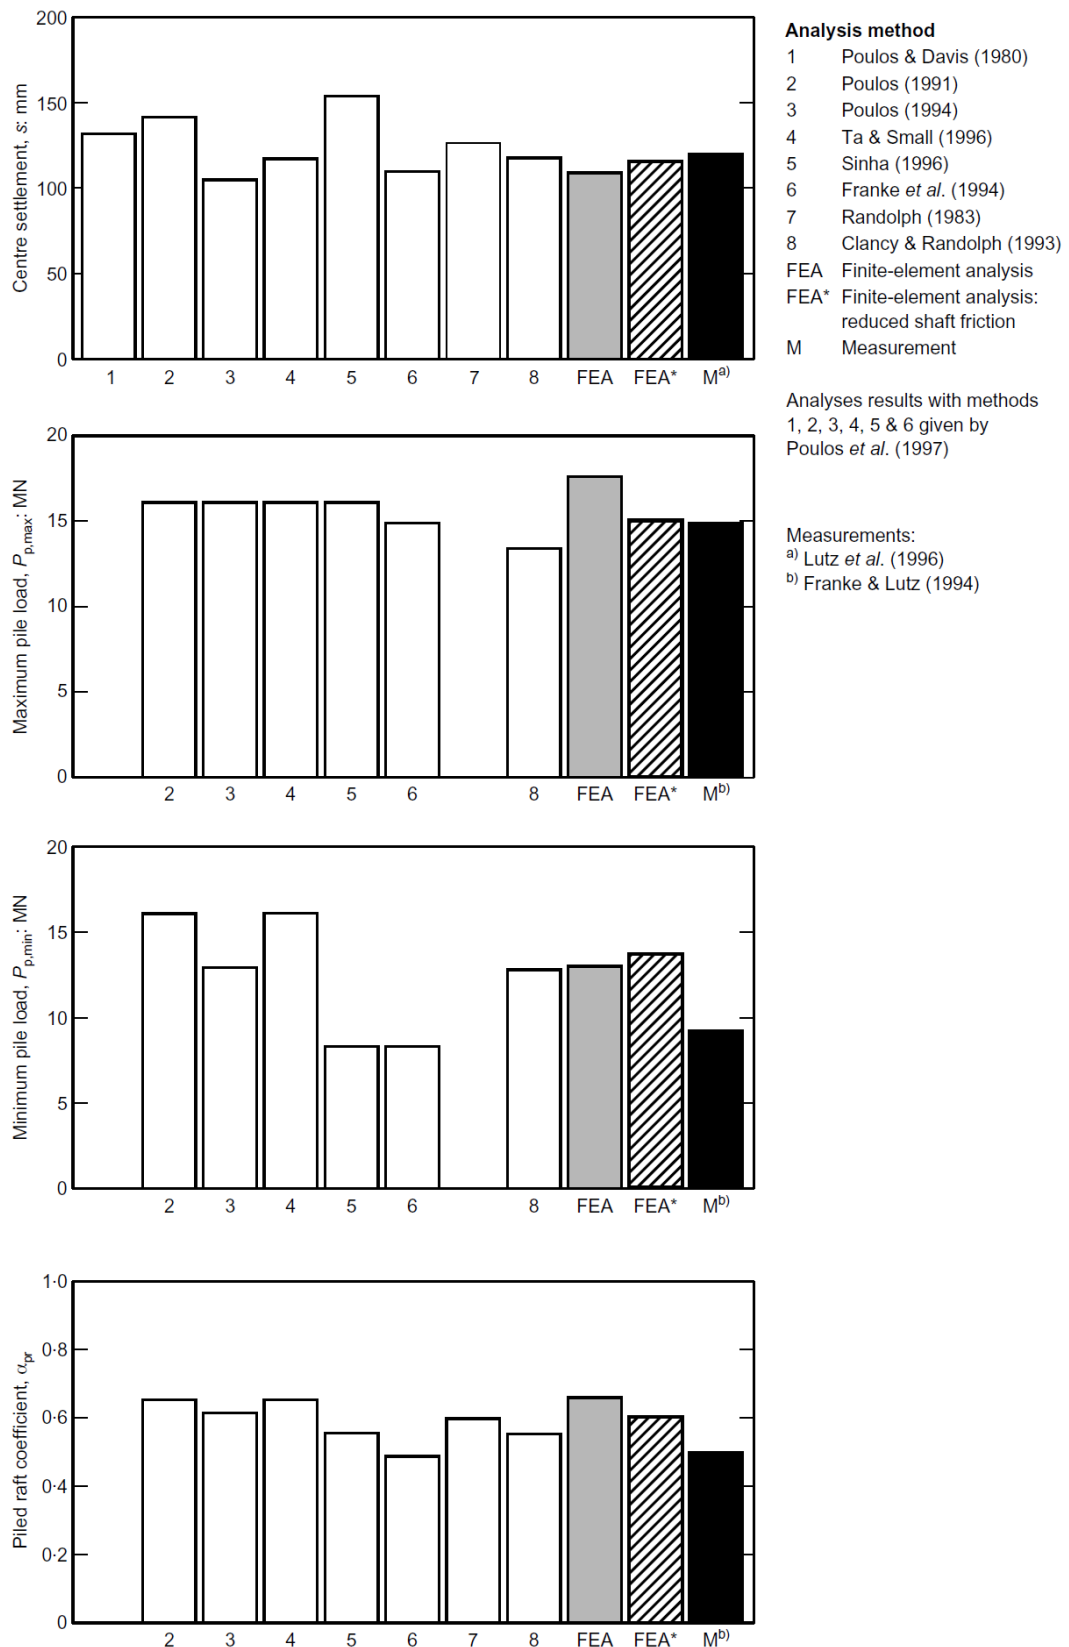 200
150
100
50
0
Centre settlement, s: mm
1 2 3 4 5 6 7 8 FEA FEA* Mᵃ⁾
Analysis method
1 Poulos & Davis (1980)
2 Poulos (1991)
3 Poulos (1994)
4 Ta & Small (1996)
5 Sinha (1996)
6 Franke et al. (1994)
7 Randolph (1983)
8 Clancy & Randolph (1993)
FEA Finite-element analysis
FEA* Finite-element analysis:
reduced shaft friction
M Measurement
Analyses results with methods
1, 2, 3, 4, 5 & 6 given by
Poulos et al. (1997)
Measurements:
a) Lutz et al. (1996)
b) Franke & Lutz (1994)
20
15
10
5
0
Maximum pile load, Pp,max: MN
2 3 4 5 6 8 FEA FEA* Mᵇ⁾
20
15
10
5
0
Minimum pile load, Pp,min: MN
2 3 4 5 6 8 FEA FEA* Mᵇ⁾
1·0
0·8
0·6
0·4
0·2
0
Piled raft coefficient, αpr
2 3 4 5 6 7 8 FEA FEA* Mᵇ⁾